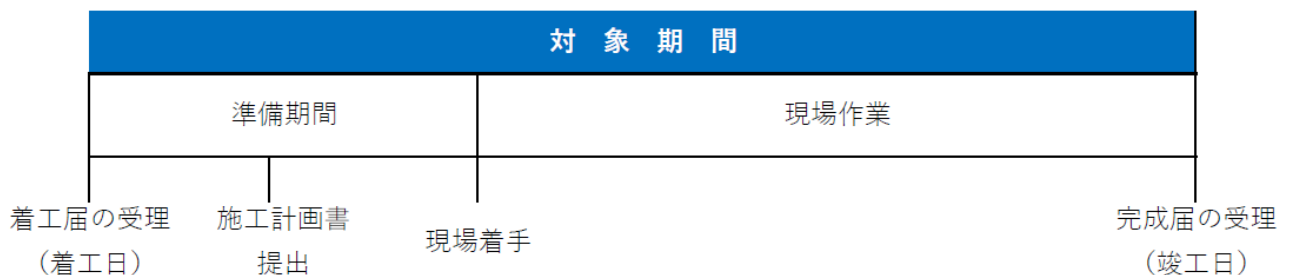 対 象 期 間
準備期間
現場作業
着工届の受理
（着工日）
施工計画書
提出
現場着手
完成届の受理
（竣工日）